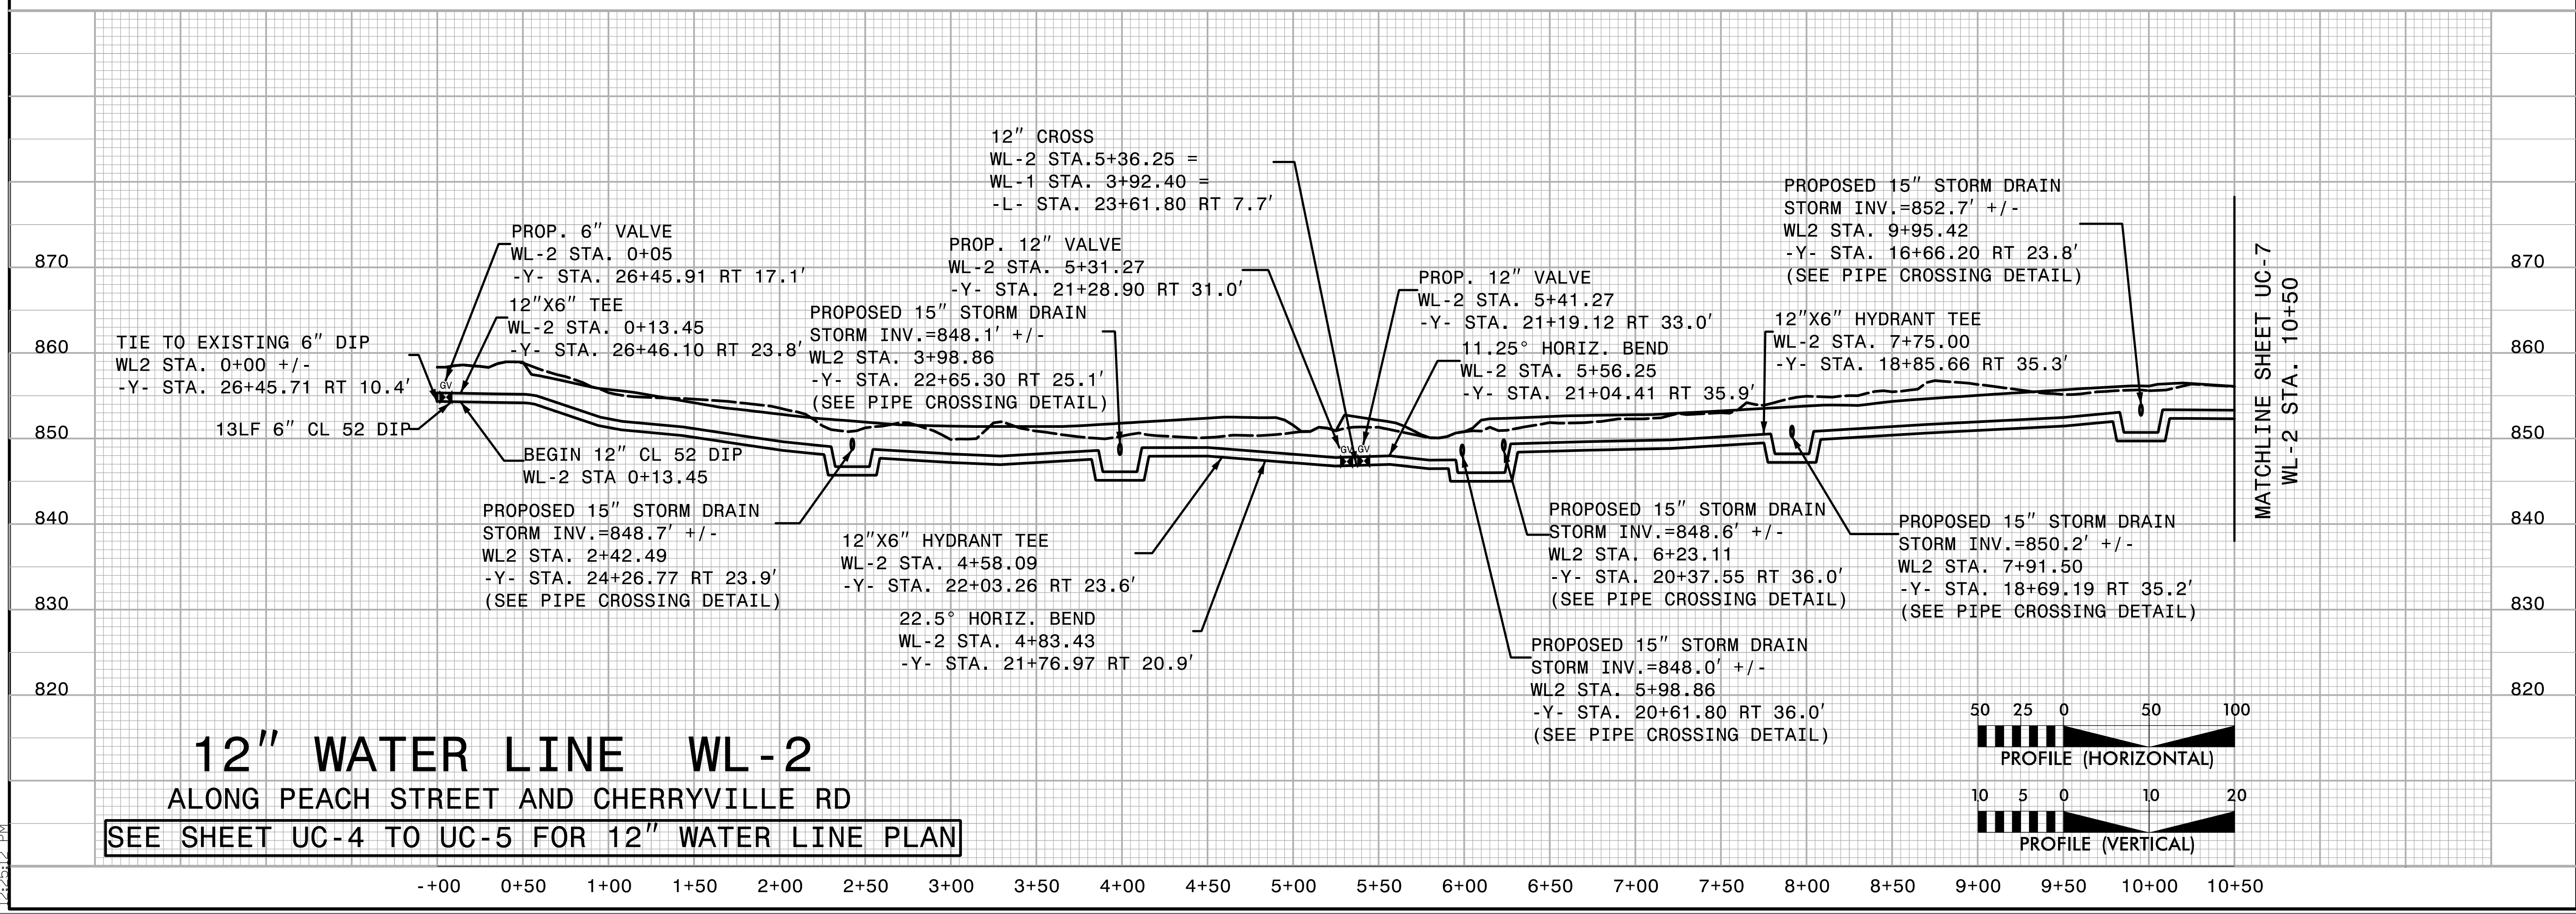 12" CROSS
WL-2 STA.5+36.25 =
WL-1 STA. 3+92.40 =
-L- STA. 23+61.80 RT 7.7'
PROPOSED 15" STORM DRAIN
STORM INV.=852.7' +/-
WL2 STA. 9+95.42
-Y- STA. 16+66.20 RT 23.8'
(SEE PIPE CROSSING DETAIL)
PROP. 6" VALVE
WL-2 STA. 0+05
-Y- STA. 26+45.91 RT 17.1'
PROP. 12" VALVE
WL-2 STA. 5+31.27
-Y- STA. 21+28.90 RT 31.0'
PROP. 12" VALVE
WL-2 STA. 5+41.27
-Y- STA. 21+19.12 RT 33.0'
12"X6" TEE
WL-2 STA. 0+13.45
-Y- STA. 26+46.10 RT 23.8'
PROPOSED 15" STORM DRAIN
STORM INV.=848.1' +/-
WL2 STA. 3+98.86
-Y- STA. 22+65.30 RT 25.1'
(SEE PIPE CROSSING DETAIL)
12"X6" HYDRANT TEE
WL-2 STA. 7+75.00
-Y- STA. 18+85.66 RT 35.3'
TIE TO EXISTING 6" DIP
WL2 STA. 0+00 +/-
-Y- STA. 26+45.71 RT 10.4'
11.25° HORIZ. BEND
WL-2 STA. 5+56.25
-Y- STA. 21+04.41 RT 35.9'
MATCHLINE SHEET UC-7
WL-2 STA. 10+50
GV
GV
GV
13LF 6" CL 52 DIP
BEGIN 12" CL 52 DIP
WL-2 STA 0+13.45
PROPOSED 15" STORM DRAIN
STORM INV.=848.7' +/-
WL2 STA. 2+42.49
-Y- STA. 24+26.77 RT 23.9'
(SEE PIPE CROSSING DETAIL)
12"X6" HYDRANT TEE
WL-2 STA. 4+58.09
-Y- STA. 22+03.26 RT 23.6'
22.5° HORIZ. BEND
WL-2 STA. 4+83.43
-Y- STA. 21+76.97 RT 20.9'
PROPOSED 15" STORM DRAIN
STORM INV.=848.6' +/-
WL2 STA. 6+23.11
-Y- STA. 20+37.55 RT 36.0'
(SEE PIPE CROSSING DETAIL)
PROPOSED 15" STORM DRAIN
STORM INV.=850.2' +/-
WL2 STA. 7+91.50
-Y- STA. 18+69.19 RT 35.2'
(SEE PIPE CROSSING DETAIL)
PROPOSED 15" STORM DRAIN
STORM INV.=848.0' +/-
WL2 STA. 5+98.86
-Y- STA. 20+61.80 RT 36.0'
(SEE PIPE CROSSING DETAIL)
870 870
860 860
850 850
840 840
830 830
820 820
12" WATER LINE WL-2
ALONG PEACH STREET AND CHERRYVILLE RD
SEE SHEET UC-4 TO UC-5 FOR 12" WATER LINE PLAN
50 25 0 50 100
PROFILE (HORIZONTAL)
10 5 0 10 20
PROFILE (VERTICAL)
-+00 0+50 1+00 1+50 2+00 2+50 3+00 3+50 4+00 4+50 5+00 5+50 6+00 6+50 7+00 7+50 8+00 8+50 9+00 9+50 10+00 10+50